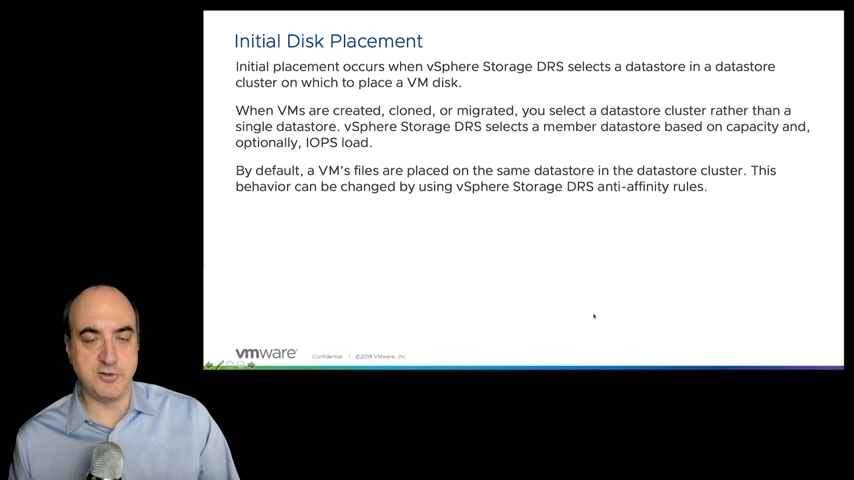 Initial Disk Placement
Initial placement occurs when vSphere Storage DRS selects a datastore in a datastore
cluster on which to place a VM disk.
When VMs are created, cloned, or migrated, you select a datastore cluster rather than a
single datastore. vSphere Storage DRS selects a member datastore based on capacity and,
optionally, IOPS load.
By default, a VM's files are placed on the same datastore in the datastore cluster. This
behavior can be changed by using vSphere Storage DRS anti-affinity rules.
vmware®
Confidential | ©2019 VMware, Inc.